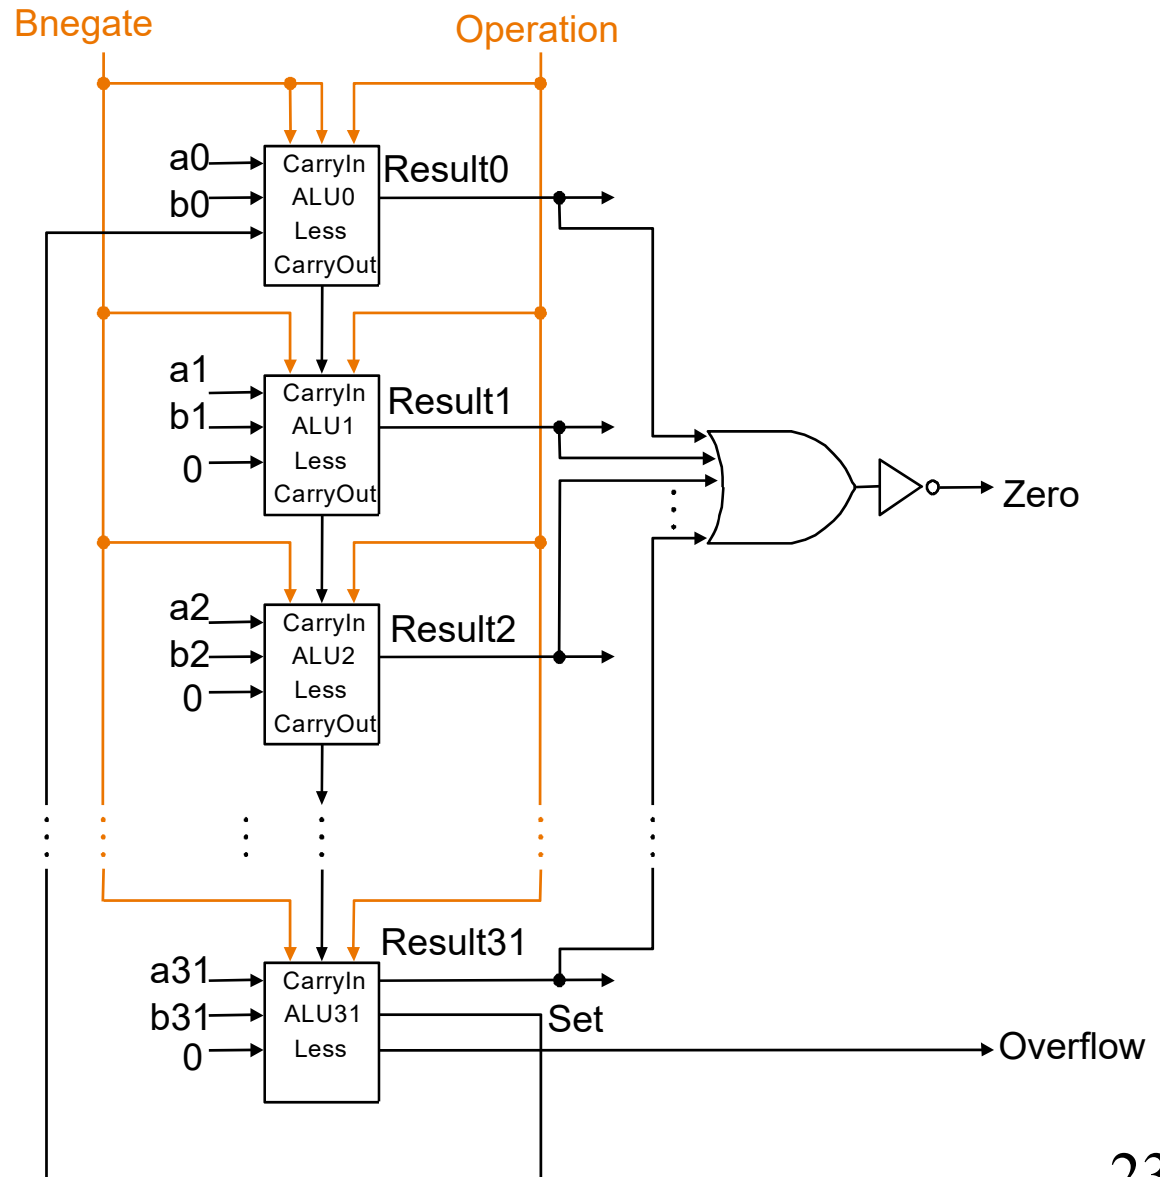 Bnegate
Operation
a0
b0
CarryIn
ALU0
Less
CarryOut
Result0
a1
b1
0
CarryIn
ALU1
Less
CarryOut
Result1
Zero
a2
b2
0
CarryIn
ALU2
Less
CarryOut
Result2
a31
b31
0
CarryIn
ALU31
Less
Result31
Set
Overflow
23